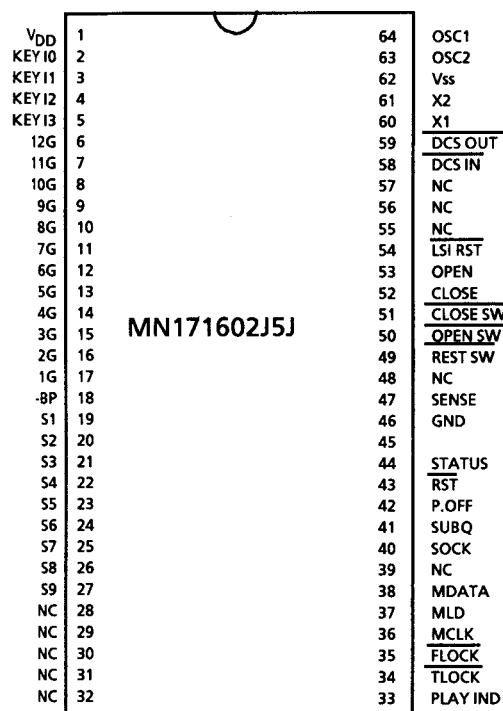 VDD 1 64 OSC1
KEY I0 2 63 OSC2
KEY I1 3 62 Vss
KEY I2 4 61 X2
KEY I3 5 60 X1
12G 6 59 DCS OUT
11G 7 58 DCS IN
10G 8 57 NC
9G 9 56 NC
8G 10 55 NC
7G 11 54 LSI RST
6G 12 53 OPEN
5G 13 52 CLOSE
4G 14 51 CLOSE SW
MN171602J5J
3G 15 50 OPEN SW
2G 16 49 REST SW
1G 17 48 NC
-BP 18 47 SENSE
S1 19 46 GND
S2 20 45
S3 21 44 STATUS
S4 22 43 RST
S5 23 42 P.OFF
S6 24 41 SUBQ
S7 25 40 SOCK
S8 26 39 NC
S9 27 38 MDATA
NC 28 37 MLD
NC 29 36 MCLK
NC 30 35 FLOCK
NC 31 34 TLOCK
NC 32 33 PLAY IND